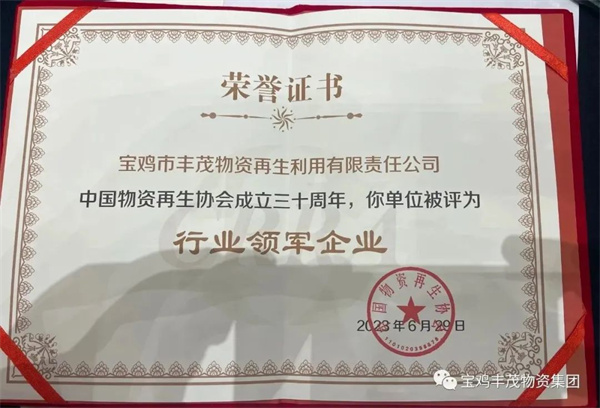 荣誉证书
宝鸡市丰茂物资再生利用有限责任公司
中国物资再生协会成立三十周年，你单位被评为
行业领军企业
中国物资再生协会
2023年6月29日
宝鸡丰茂物资集团